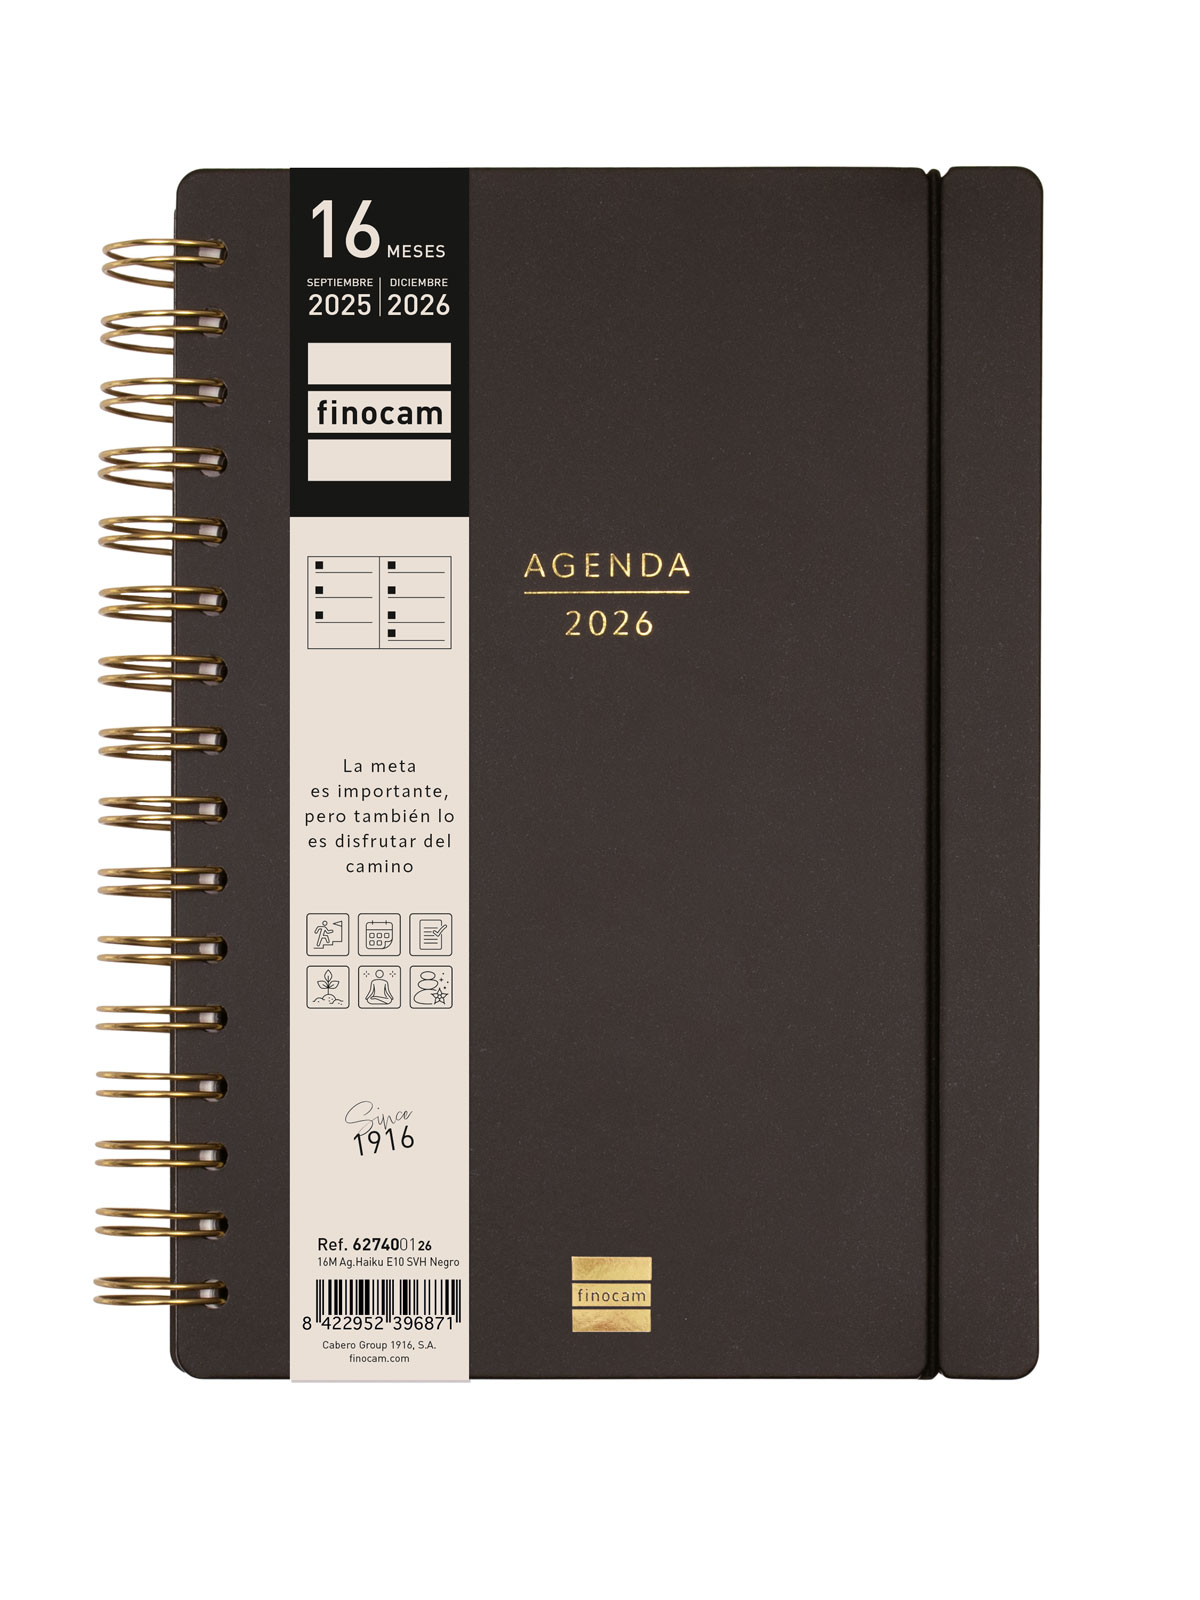 16 MESES
SEPTIEMBRE DICIEMBRE
2025 2026
finocam
AGENDA
2026
La meta
es importante,
pero también lo
es disfrutar del
camino
Since
1916
Ref. 627400126
16M Ag.Haiku E10 SVH Negro
8 422952 396871
Cabero Group 1916, S.A.
finocam.com
finocam